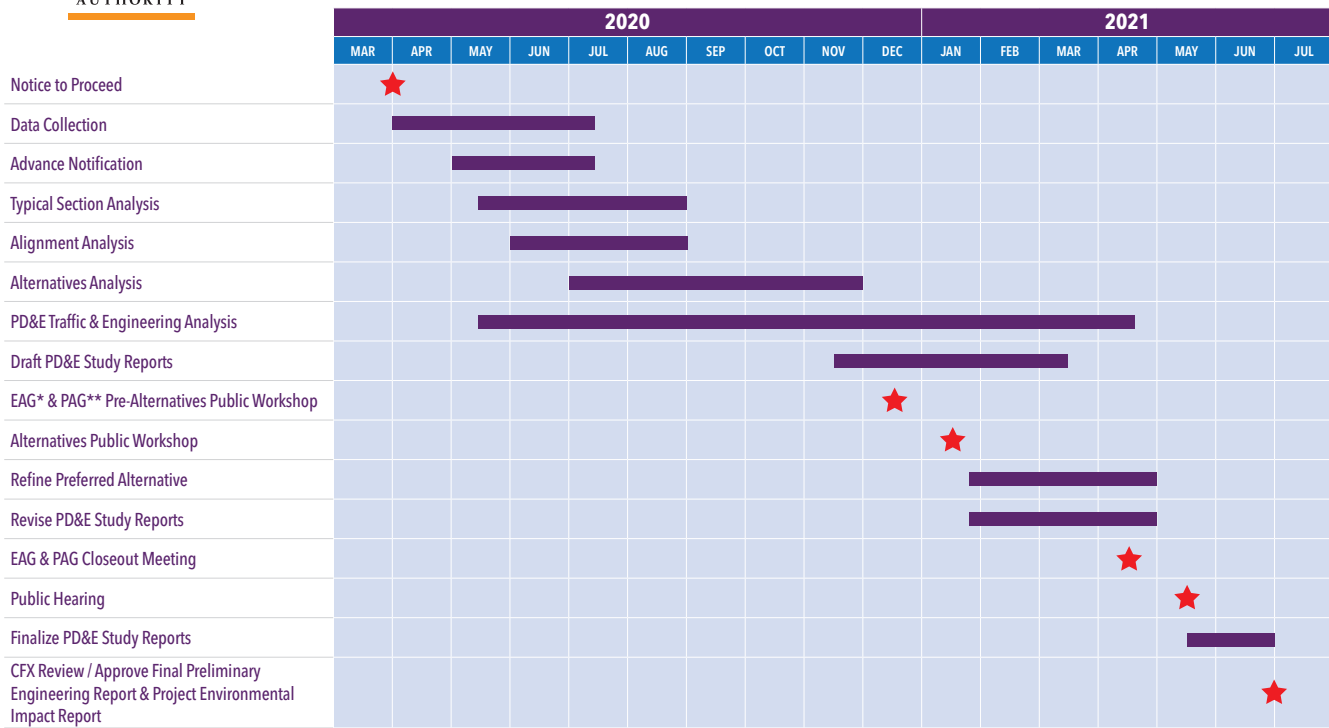 AUTHORITY
2020 2021
MAR APR MAY JUN JUL AUG SEP OCT NOV DEC JAN FEB MAR APR MAY JUN JUL
Notice to Proceed
Data Collection
Advance Notification
Typical Section Analysis
Alignment Analysis
Alternatives Analysis
PD&E Traffic & Engineering Analysis
Draft PD&E Study Reports
EAG* & PAG** Pre-Alternatives Public Workshop
Alternatives Public Workshop
Refine Preferred Alternative
Revise PD&E Study Reports
EAG & PAG Closeout Meeting
Public Hearing
Finalize PD&E Study Reports
CFX Review / Approve Final Preliminary
Engineering Report & Project Environmental
Impact Report